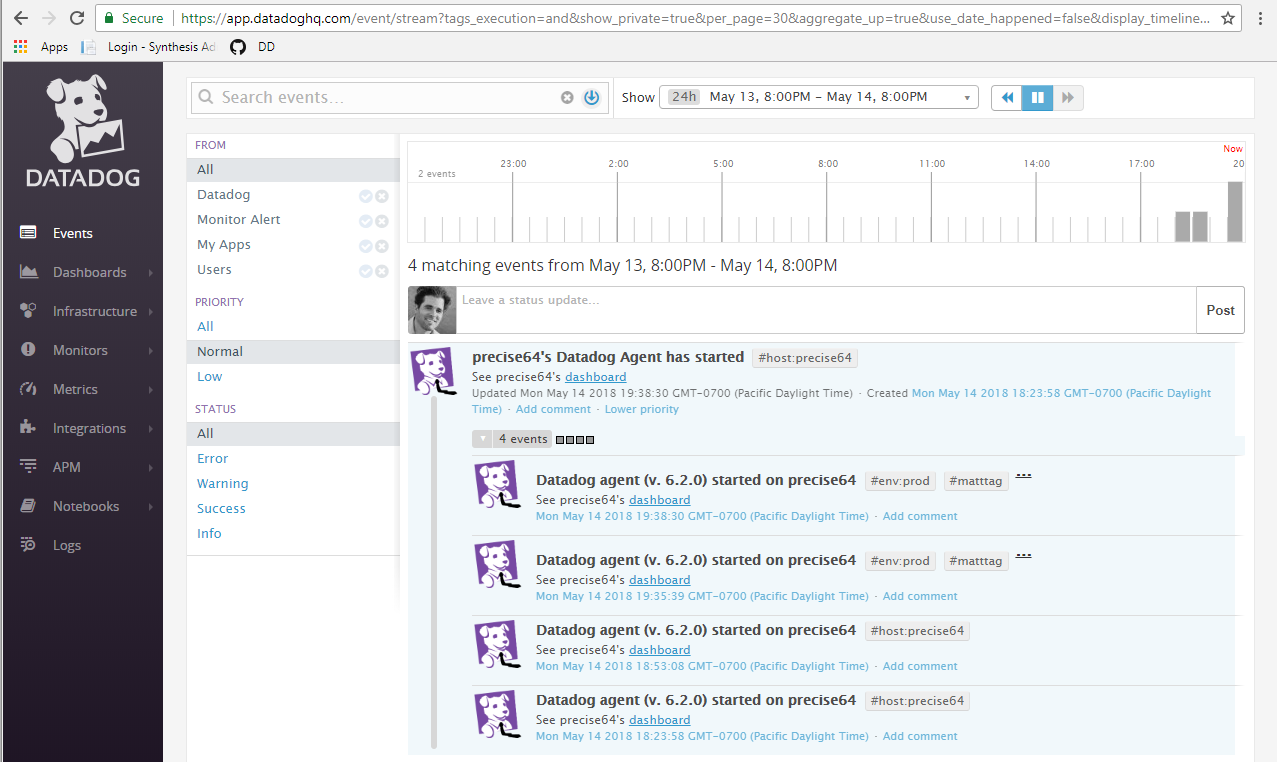 Secure
https://app.datadoghq.com/event/stream?tags_execution=and&show_private=true&per_page=30&aggregate_up=true&use_date_happened=false&display_timeline...
Apps Login - Synthesis Ad DD
DATADOG
Events
Dashboards
Infrastructure
Monitors
Metrics
Integrations
APM
Notebooks
Logs
Search events...
Show 24h May 13, 8:00PM - May 14, 8:00PM
FROM
All
Datadog
Monitor Alert
My Apps
Users
PRIORITY
All
Normal
Low
STATUS
All
Error
Warning
Success
Info
Now
23:00 2:00 5:00 8:00 11:00 14:00 17:00 20
2 events
4 matching events from May 13, 8:00PM - May 14, 8:00PM
Leave a status update...
Post
precise64's Datadog Agent has started #host:precise64
See precise64's dashboard
Updated Mon May 14 2018 19:38:30 GMT-0700 (Pacific Daylight Time) · Created Mon May 14 2018 18:23:58 GMT-0700 (Pacific Daylight
Time) · Add comment · Lower priority
4 events
Datadog agent (v. 6.2.0) started on precise64 #env:prod #matttag ...
See precise64's dashboard
Mon May 14 2018 19:38:30 GMT-0700 (Pacific Daylight Time) · Add comment
Datadog agent (v. 6.2.0) started on precise64 #env:prod #matttag ...
See precise64's dashboard
Mon May 14 2018 19:35:39 GMT-0700 (Pacific Daylight Time) · Add comment
Datadog agent (v. 6.2.0) started on precise64 #host:precise64
See precise64's dashboard
Mon May 14 2018 18:53:08 GMT-0700 (Pacific Daylight Time) · Add comment
Datadog agent (v. 6.2.0) started on precise64 #host:precise64
See precise64's dashboard
Mon May 14 2018 18:23:58 GMT-0700 (Pacific Daylight Time) · Add comment